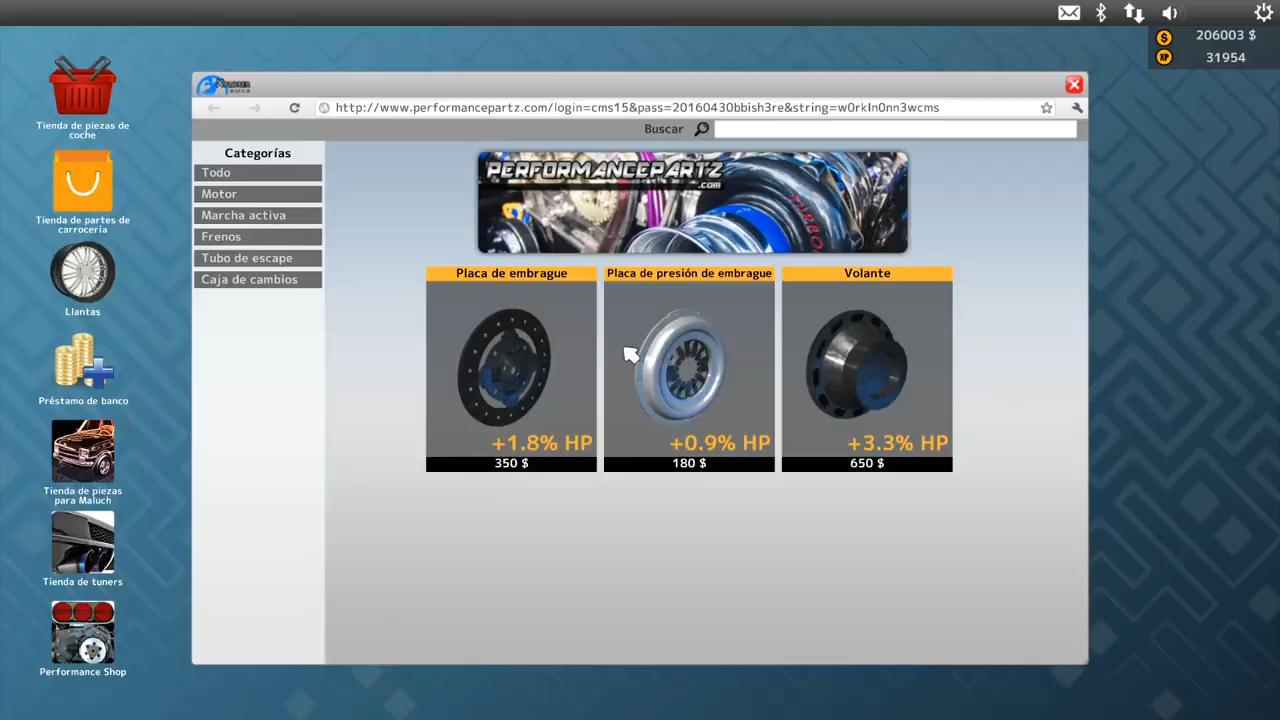 206003 $
31954
Tienda de piezas de
coche
Tienda de partes de
carrocería
Llantas
Préstamo de banco
Tienda de piezas
para Maluch
Tienda de tuners
Performance Shop
http://www.performancepartz.com/login=cms15&pass=20160430bbish3re&string=w0rkIn0nn3wcms
Buscar
Categorías
Todo
Motor
Marcha activa
Frenos
Tubo de escape
Caja de cambios
PERFORMANCEPARTZ
.com
TURBO
Placa de embrague
+1.8% HP
350 $
Placa de presión de embrague
+0.9% HP
180 $
Volante
+3.3% HP
650 $